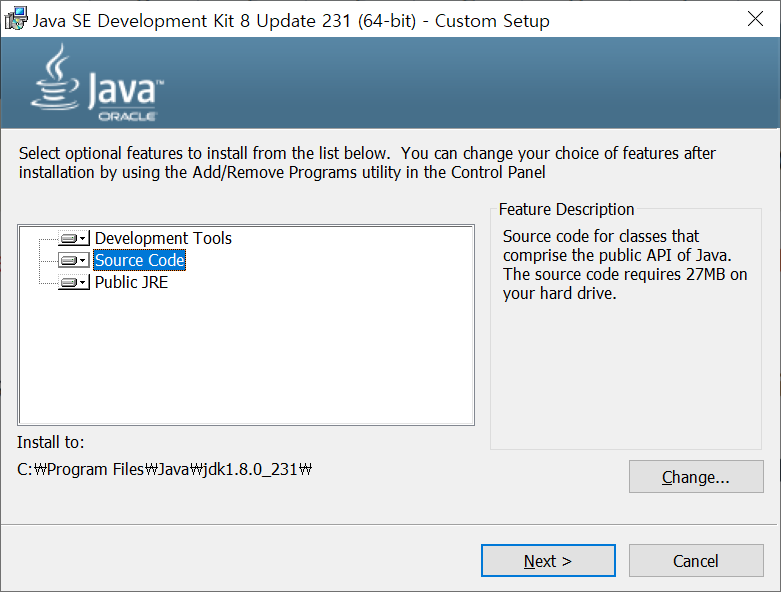 Java SE Development Kit 8 Update 231 (64-bit) - Custom Setup
Java™
ORACLE
Select optional features to install from the list below.  You can change your choice of features after
installation by using the Add/Remove Programs utility in the Control Panel
Development Tools
Source Code
Public JRE
Feature Description
Source code for classes that
comprise the public API of Java.
The source code requires 27MB on
your hard drive.
Install to:
C:₩Program Files₩Java₩jdk1.8.0_231₩
Change...
Next >
Cancel